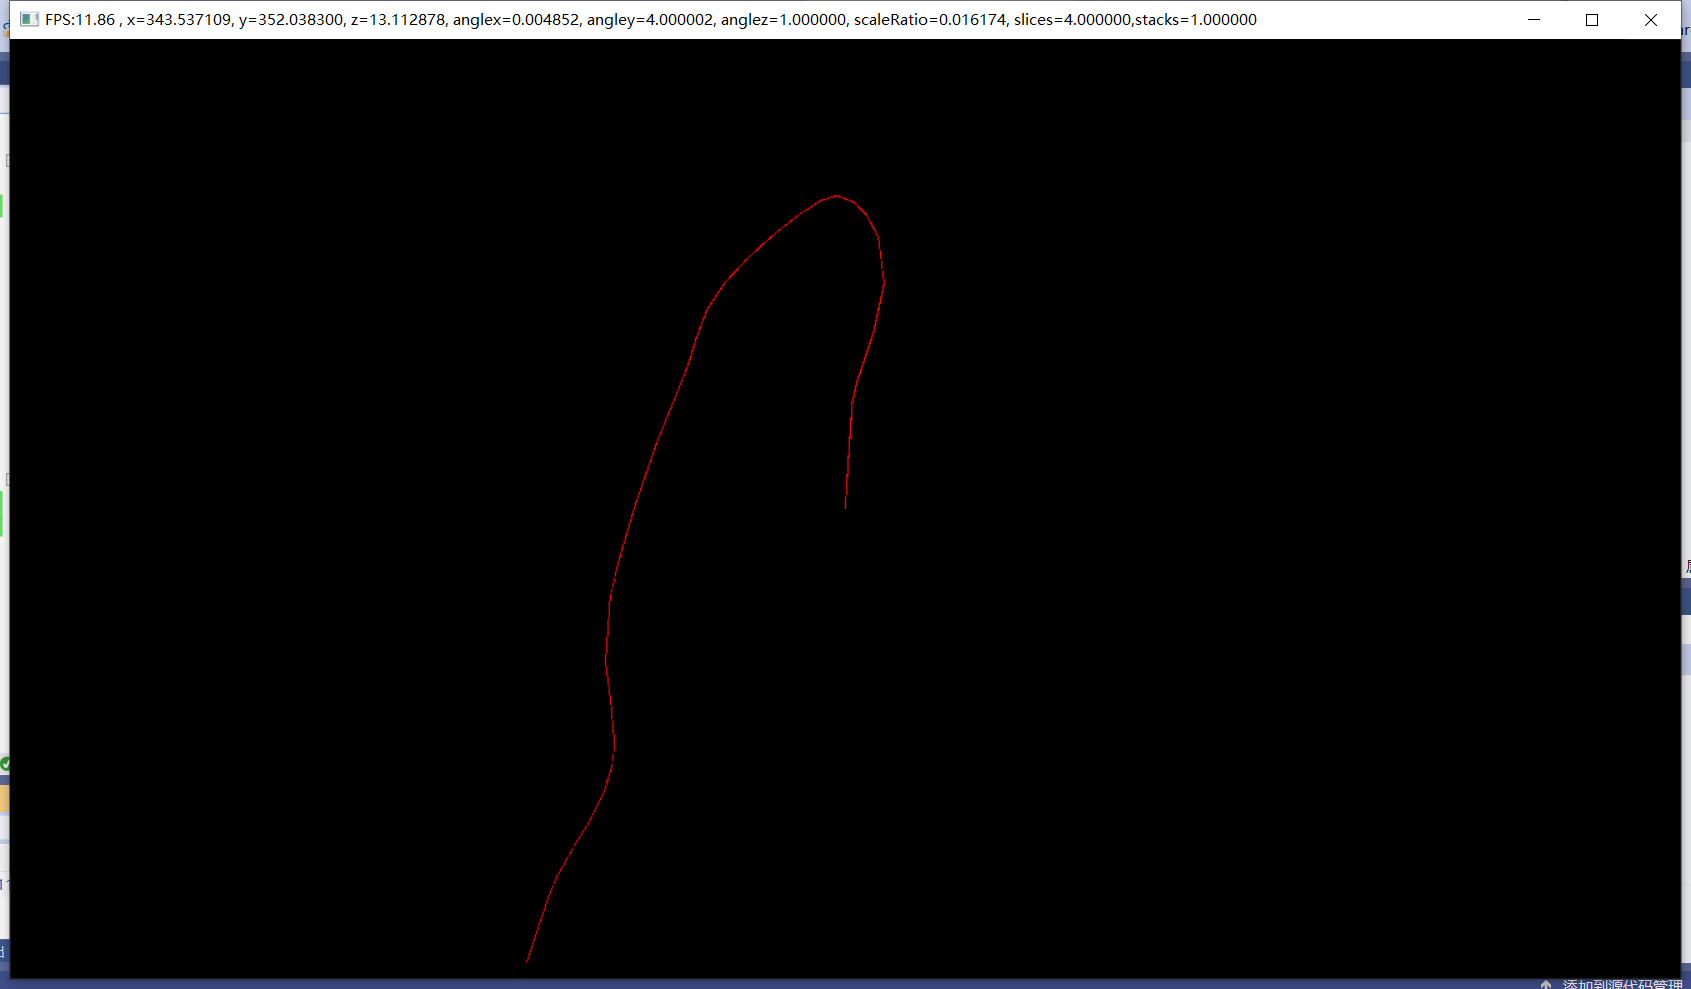 FPS:11.86 , x=343.537109, y=352.038300, z=13.112878, anglex=0.004852, angley=4.000002, anglez=1.000000, scaleRatio=0.016174, slices=4.000000,stacks=1.000000
添加到源代码管理